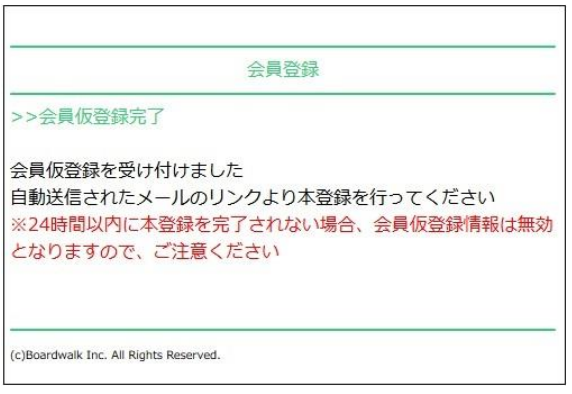 会員登録
>>会員仮登録完了
会員仮登録を受け付けました
自動送信されたメールのリンクより本登録を行ってください
※24時間以内に本登録を完了されない場合、会員仮登録情報は無効
となりますので、ご注意ください
(c)Boardwalk Inc. All Rights Reserved.